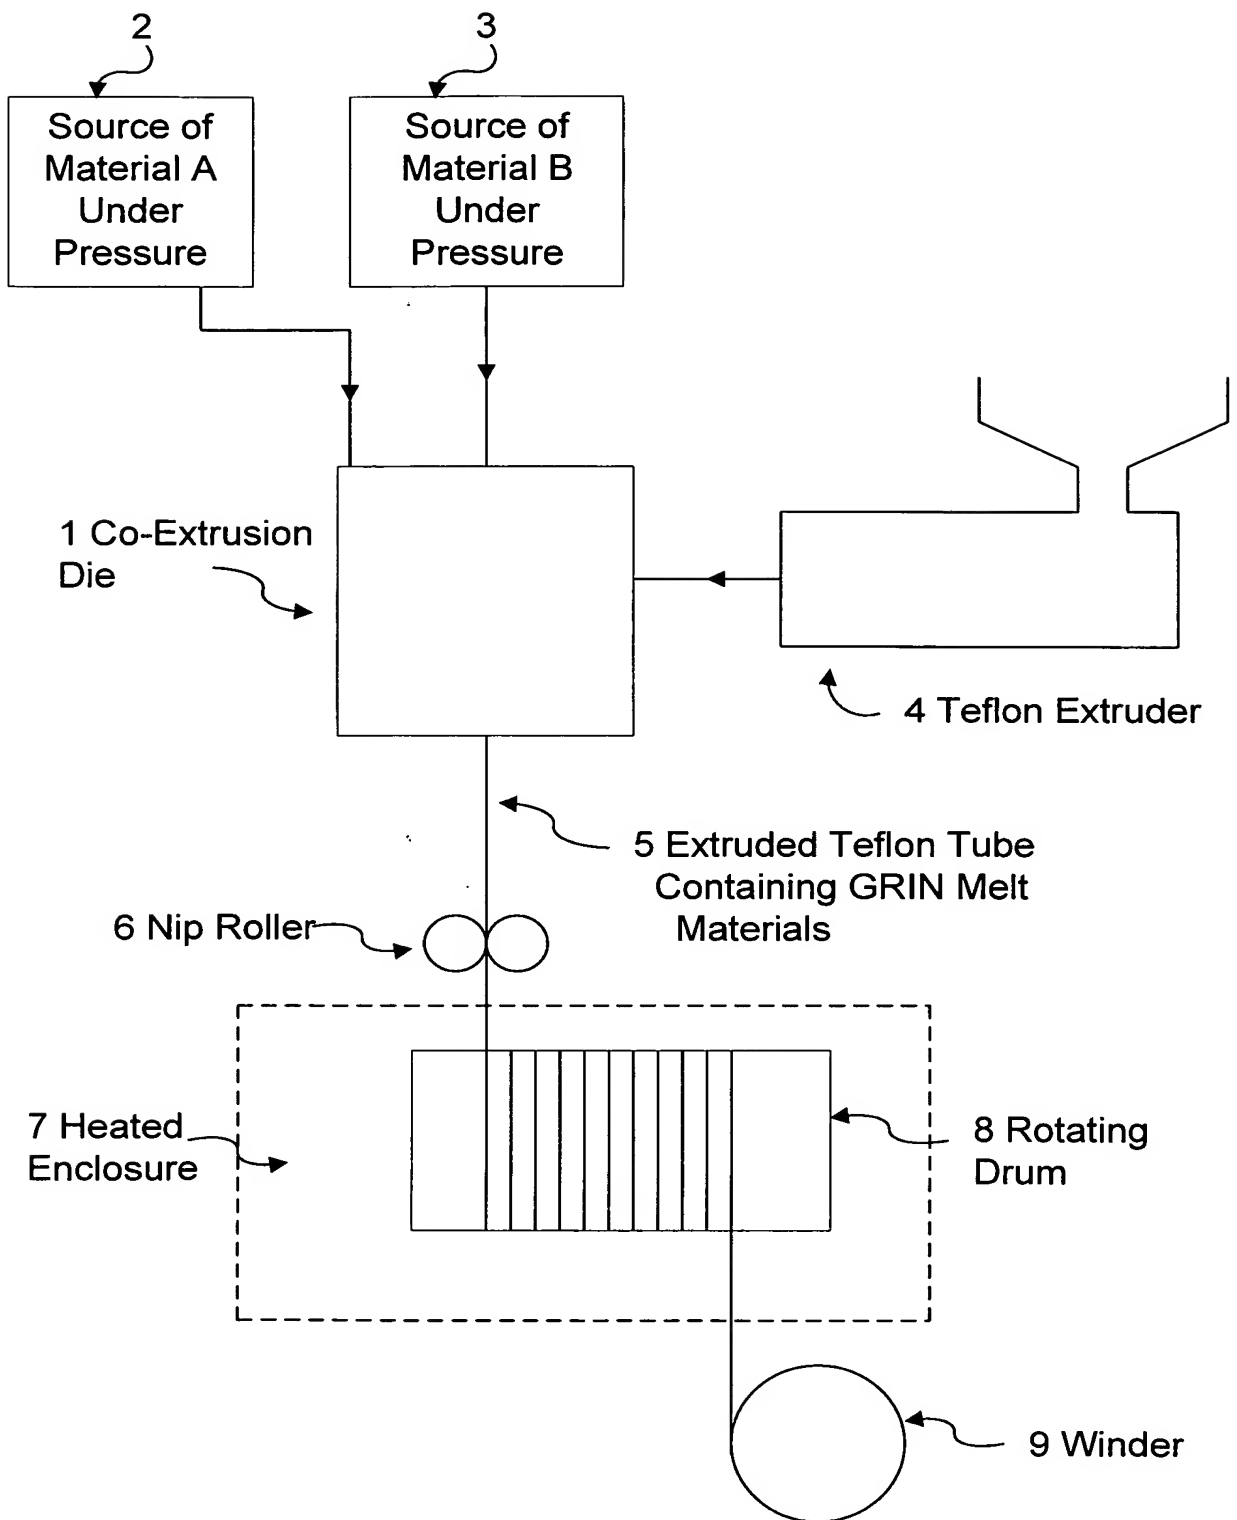 2
3
Source of
Material A
Under
Pressure
Source of
Material B
Under
Pressure
1 Co-Extrusion
Die
4 Teflon Extruder
5 Extruded Teflon Tube
Containing GRIN Melt
Materials
6 Nip Roller
7 Heated
Enclosure
8 Rotating
Drum
9 Winder